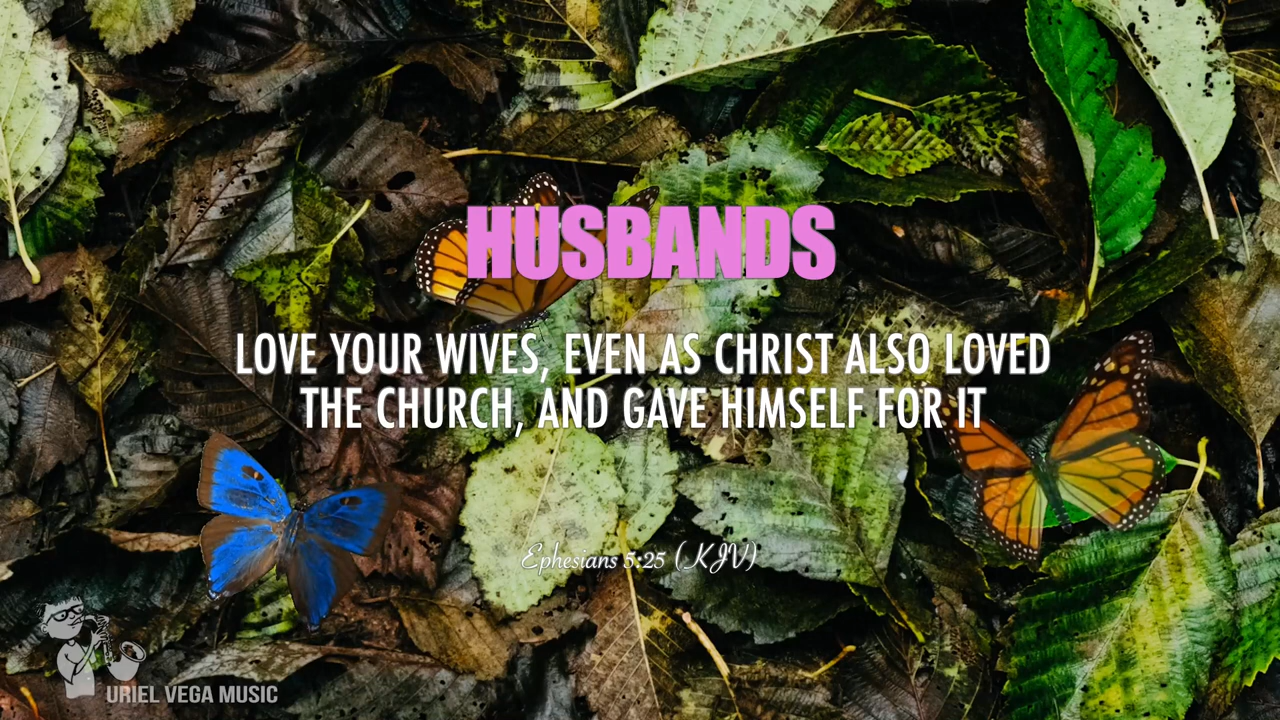 HUSBANDS
LOVE YOUR WIVES, EVEN AS CHRIST ALSO LOVED
THE CHURCH, AND GAVE HIMSELF FOR IT
Ephesians 5:25 (KJV)
URIEL VEGA MUSIC